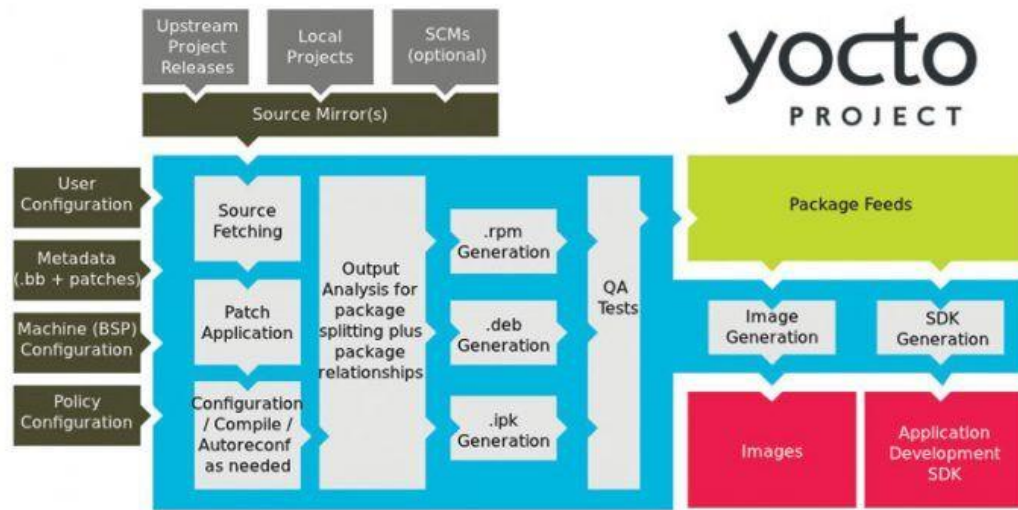 Upstream
Project
Releases
Local
Projects
SCMs
(optional)
yocto
PROJECT
Source Mirror(s)
User
Configuration
Metadata
(.bb + patches)
Machine (BSP)
Configuration
Policy
Configuration
Source
Fetching
Patch
Application
Configuration
/ Compile /
Autoreconf
as needed
Output
Analysis for
package
splitting plus
package
relationships
.rpm
Generation
.deb
Generation
.ipk
Generation
QA
Tests
Package Feeds
Image
Generation
SDK
Generation
Images
Application
Development
SDK